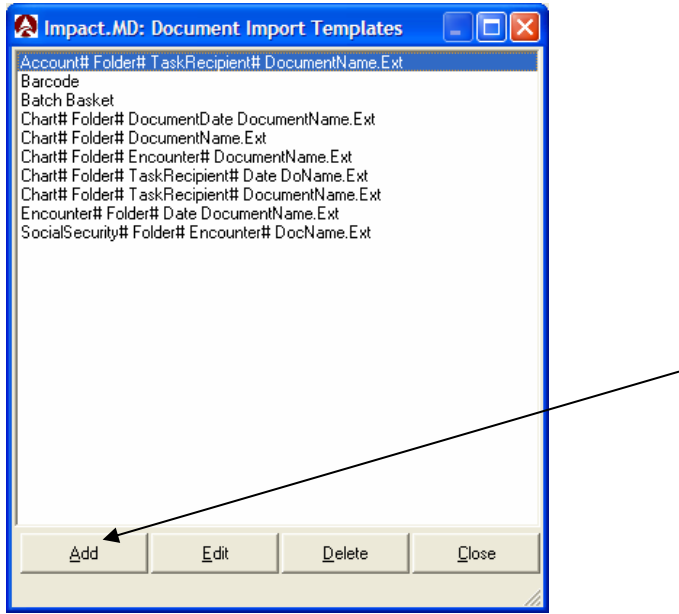 Impact.MD: Document Import Templates
Account# Folder# TaskRecipient# DocumentName.Ext
Barcode
Batch Basket
Chart# Folder# DocumentDate DocumentName.Ext
Chart# Folder# DocumentName.Ext
Chart# Folder# Encounter# DocumentName.Ext
Chart# Folder# TaskRecipient# Date DoName.Ext
Chart# Folder# TaskRecipient# DocumentName.Ext
Encounter# Folder# Date DocumentName.Ext
SocialSecurity# Folder# Encounter# DocName.Ext
Add Edit Delete Close